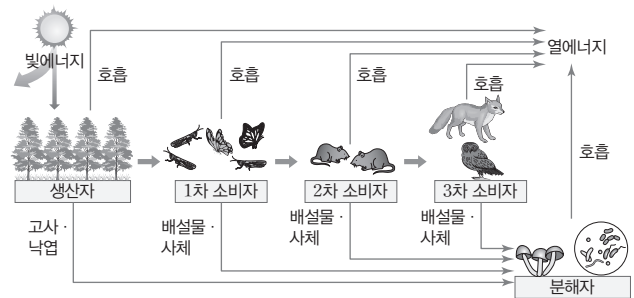 빛에너지
열에너지
호흡
호흡
호흡
호흡
호흡
생산자
1차 소비자
2차 소비자
3차 소비자
고사·
낙엽
배설물·
사체
배설물·
사체
배설물·
사체
분해자